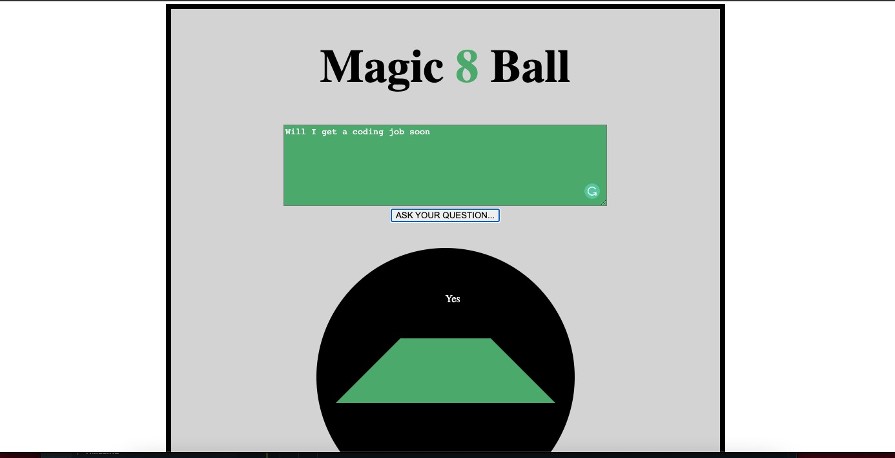 Magic 8 Ball
Will I get a coding job soon
ASK YOUR QUESTION...
Yes